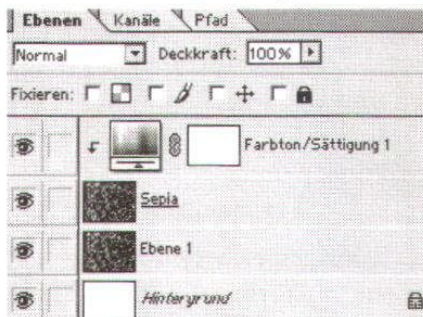 Ebenen Kanäle Pfad
Normal Deckkraft: 100%
Fixieren:
Farbton/Sättigung 1
Sepia
Ebene 1
Hintergrund